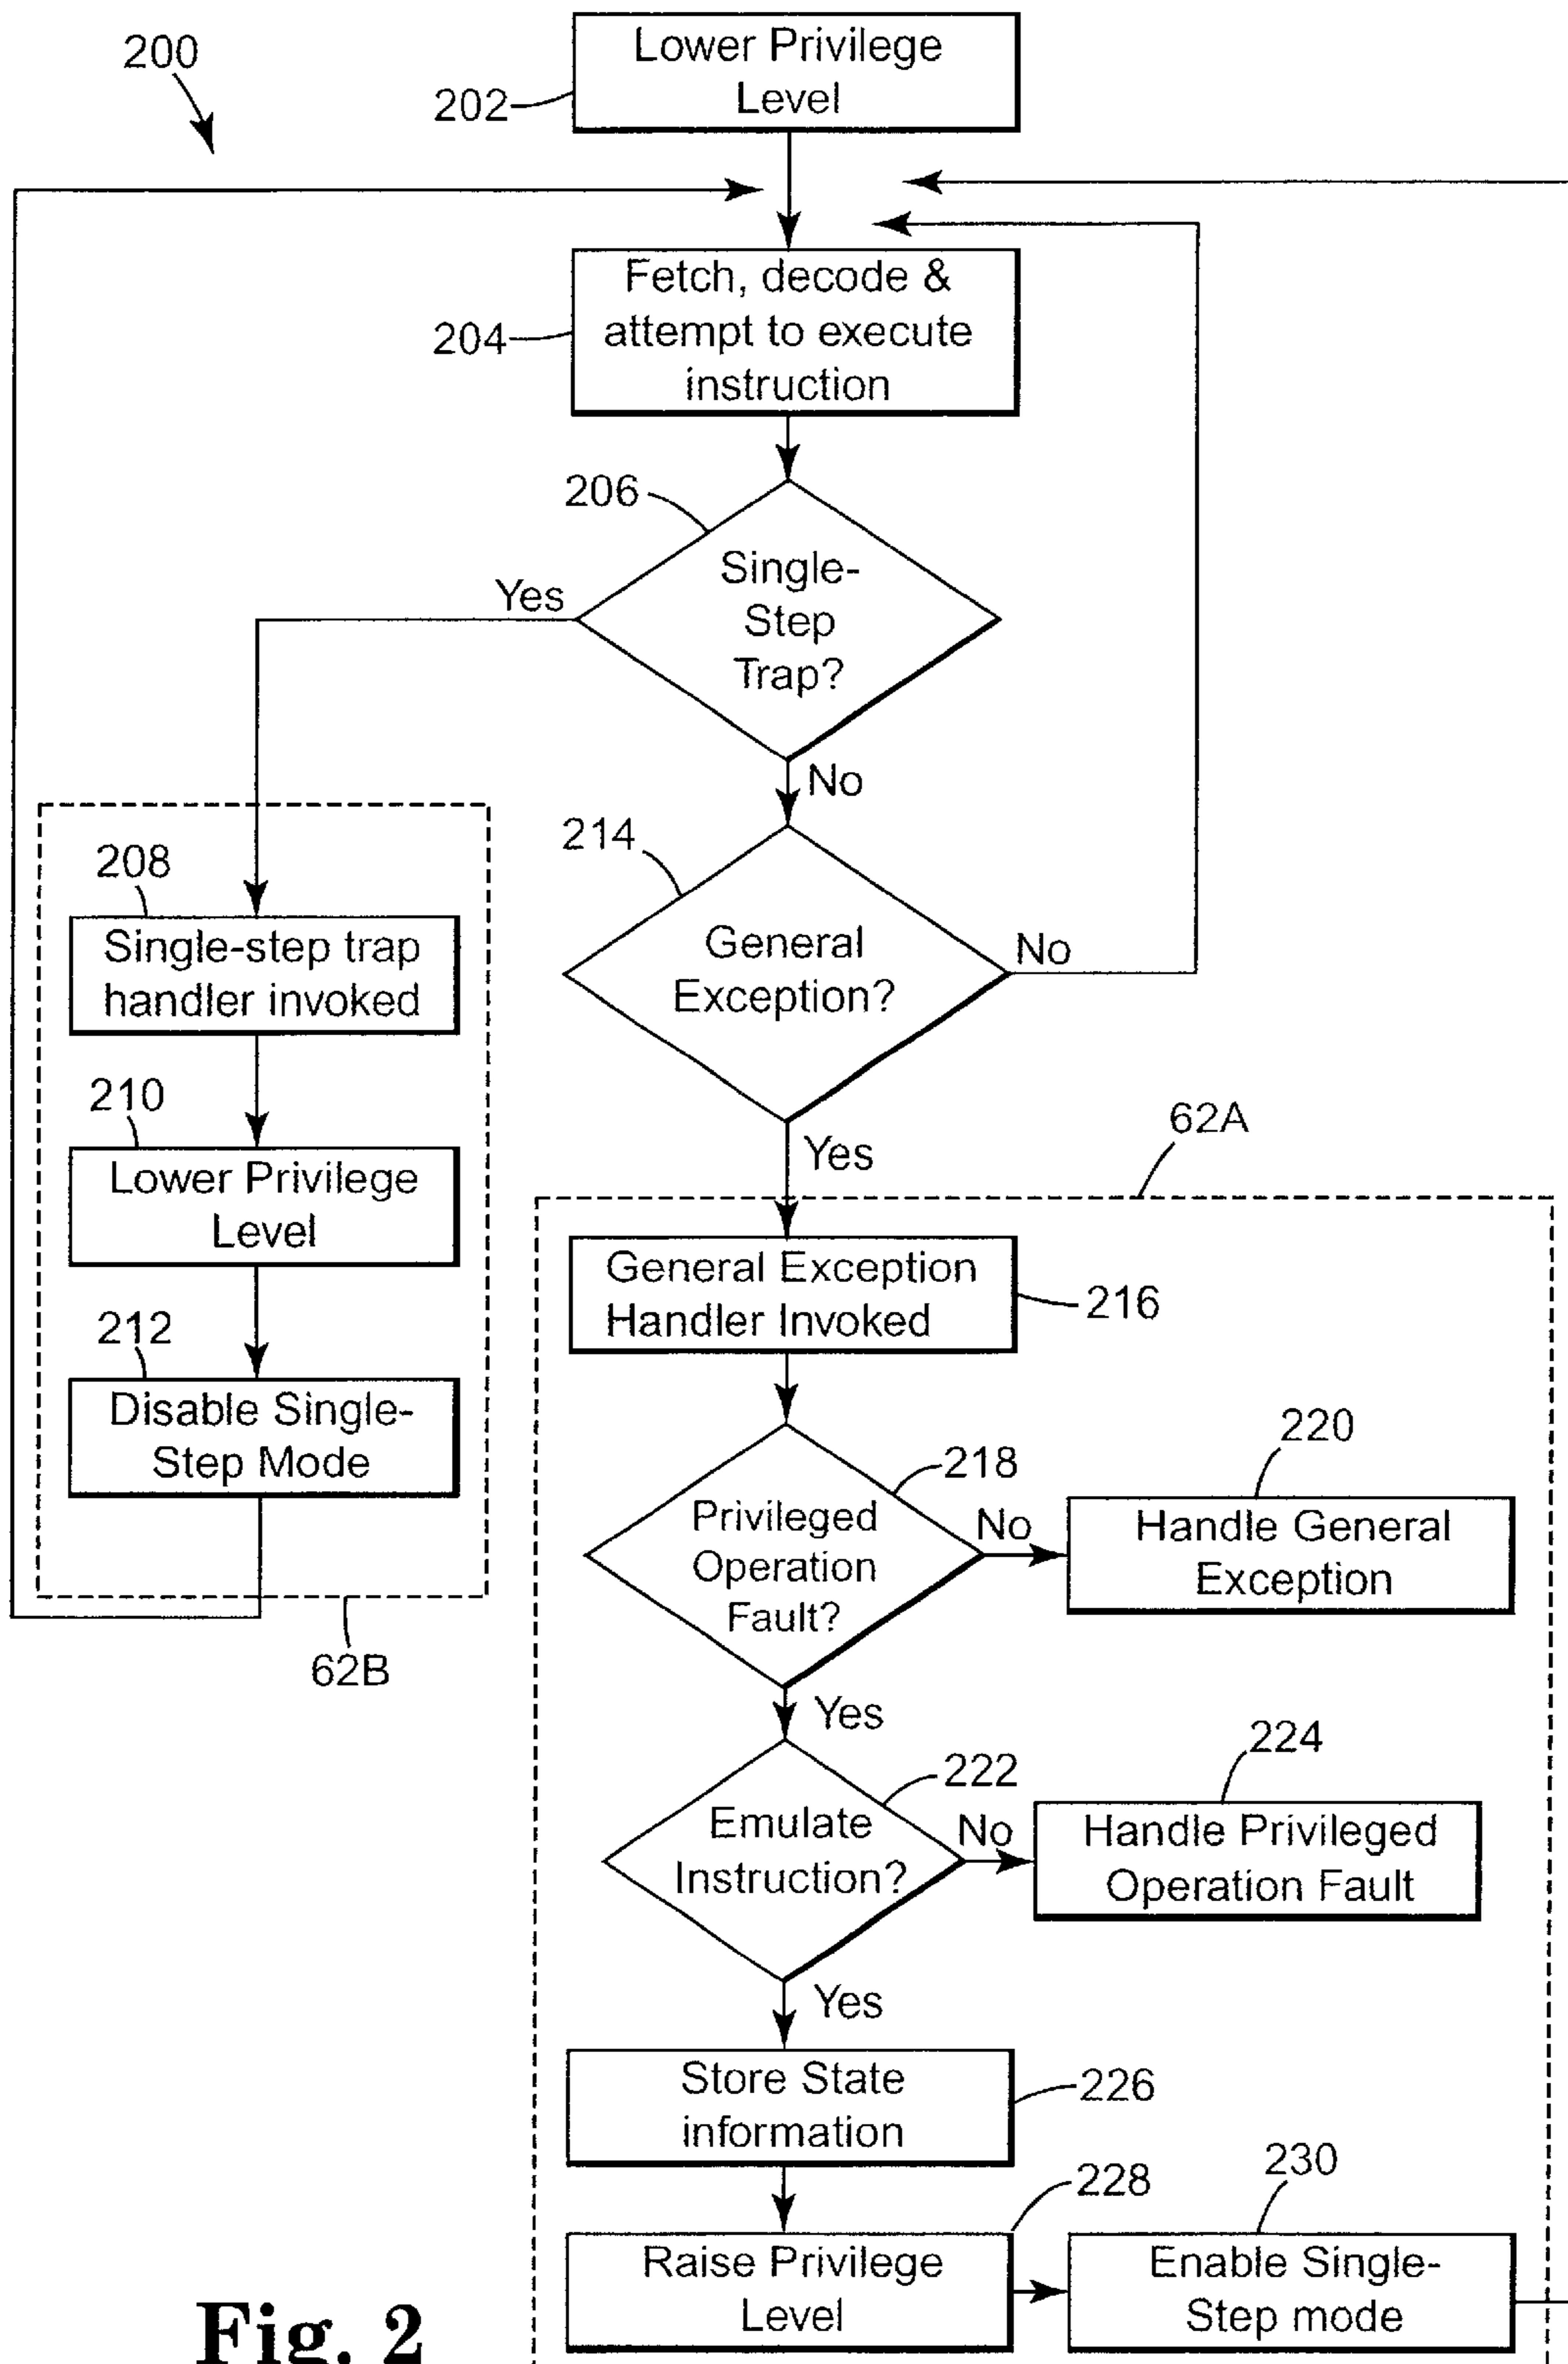 200
Lower Privilege
Level
202
Fetch, decode &
attempt to execute
instruction
204
206
Single-
Step
Trap?
Yes
No
214
General
Exception?
No
Yes
208
Single-step trap
handler invoked
210
Lower Privilege
Level
212
Disable Single-
Step Mode
62B
62A
General Exception
Handler Invoked
216
218
Privileged
Operation
Fault?
No
220
Handle General
Exception
Yes
222
Emulate
Instruction?
No
224
Handle Privileged
Operation Fault
Yes
Store State
information
226
228
Raise Privilege
Level
230
Enable Single-
Step mode
Fig. 2